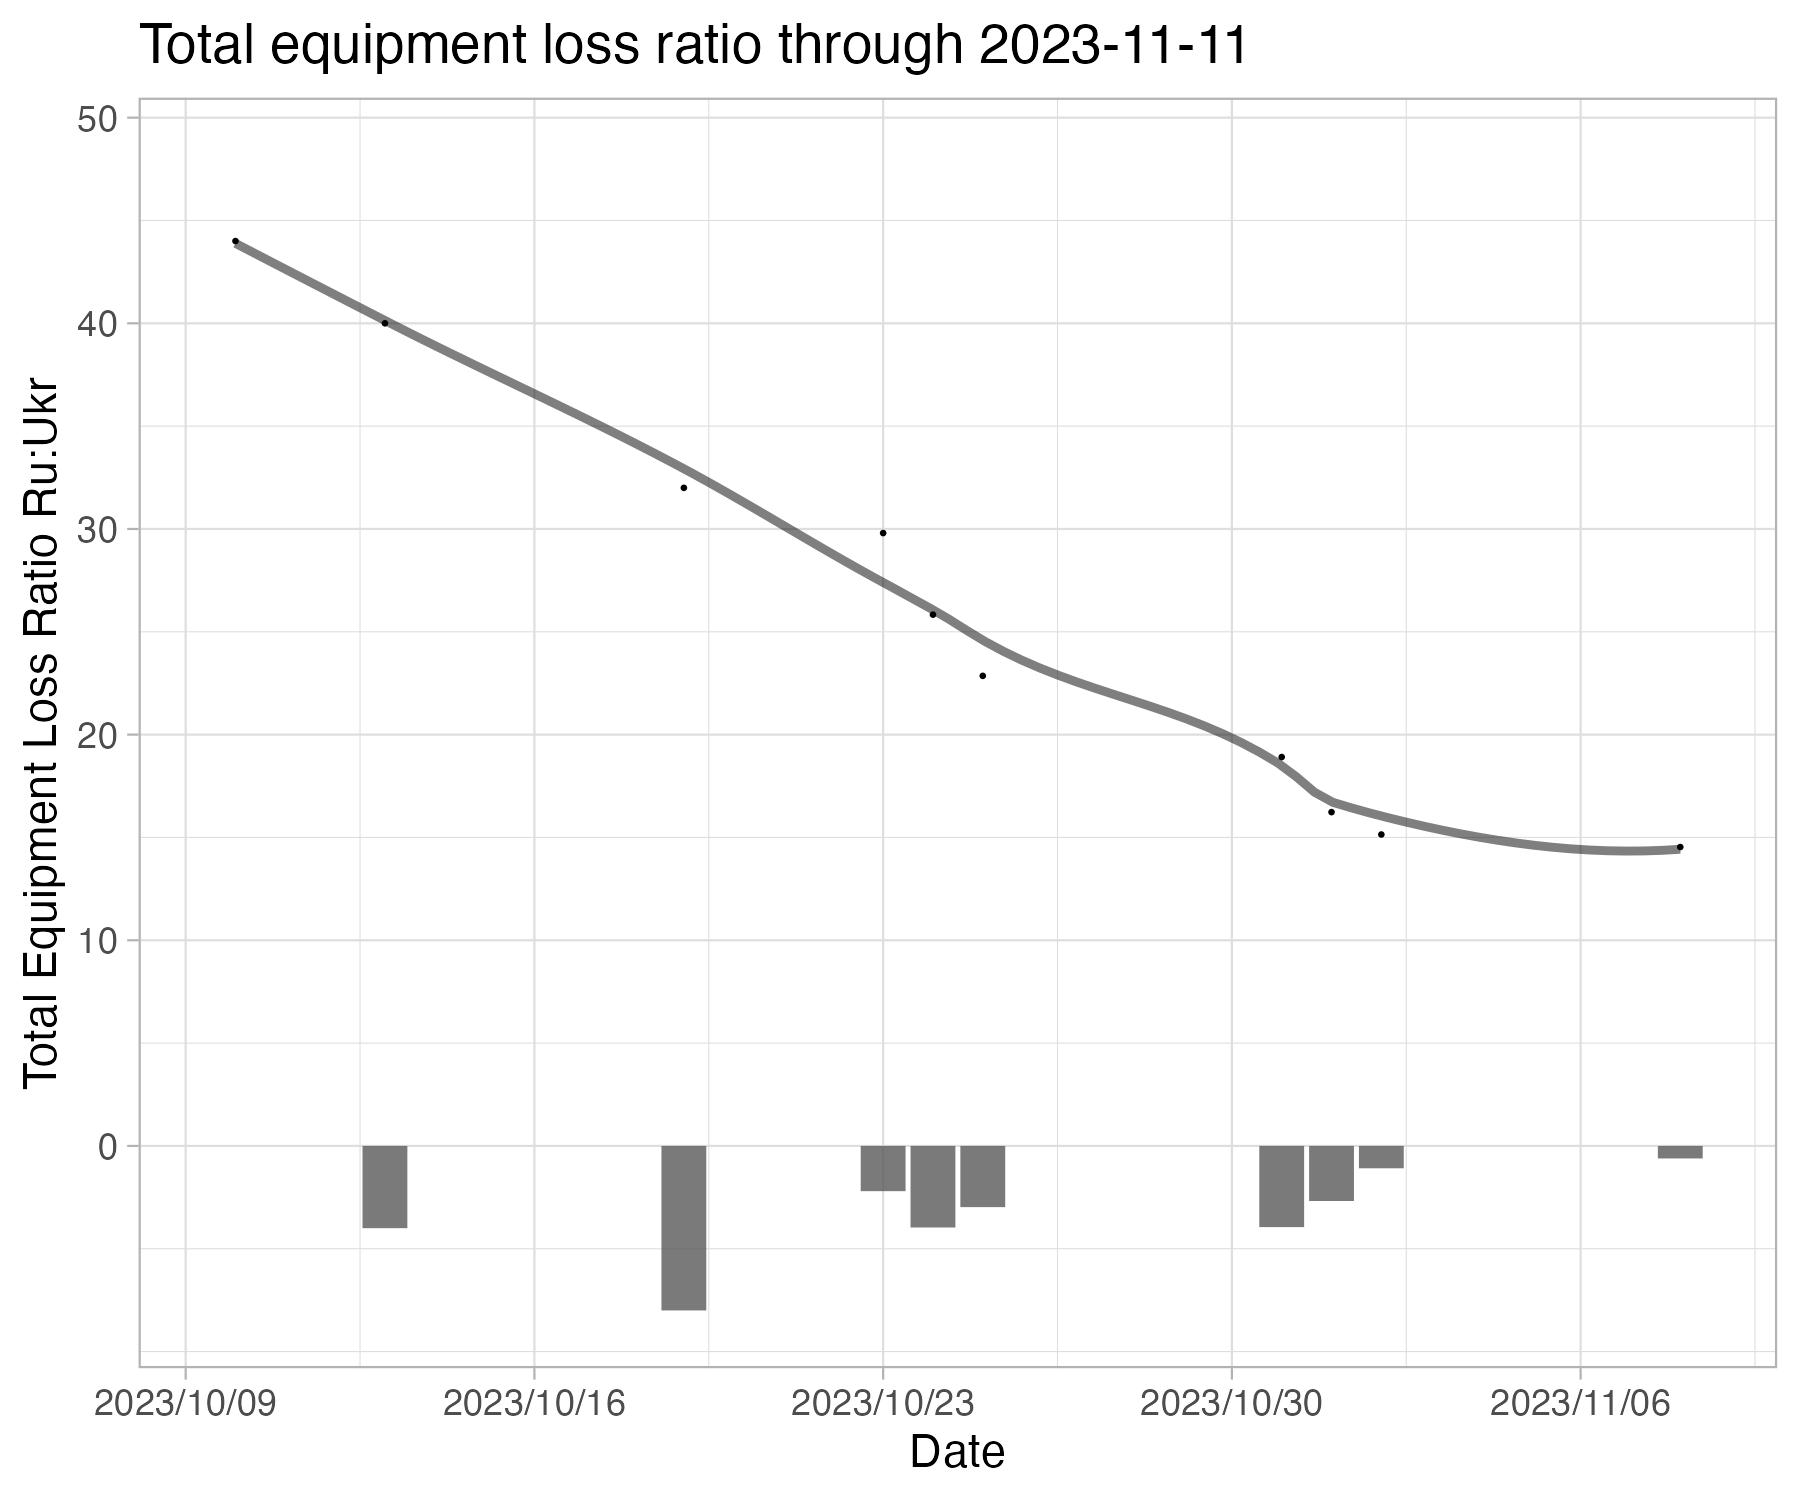 Total equipment loss ratio through 2023-11-11
Total Equipment Loss Ratio Ru:Ukr
50
40
30
20
10
0
2023/10/09 2023/10/16 2023/10/23 2023/10/30 2023/11/06
Date